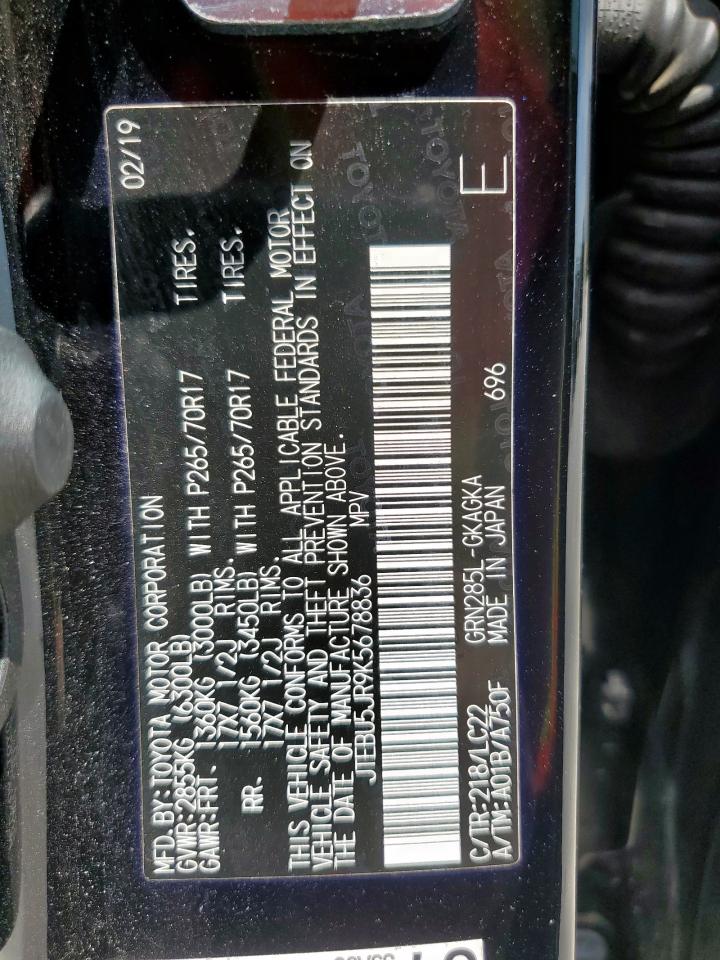 MFD.BY:TOYOTA MOTOR CORPORATION 02/19
GVWR:2855KG (6300LB)
GAWR:FRT. 1360KG (3000LB) WITH P265/70R17 TIRES.
17X7 1/2J RIMS.
RR. 1560KG (3450LB) WITH P265/70R17 TIRES.
17X7 1/2J RIMS.
THIS VEHICLE CONFORMS TO ALL APPLICABLE FEDERAL MOTOR
VEHICLE SAFETY AND THEFT PREVENTION STANDARDS IN EFFECT ON
THE DATE OF MANUFACTURE SHOWN ABOVE.
JTEBU5JR9K5678836 MPV
C/TR:218/LC22 GRN285L-GKAGKA 696 E
A/TM:A01B/A750F MADE IN JAPAN